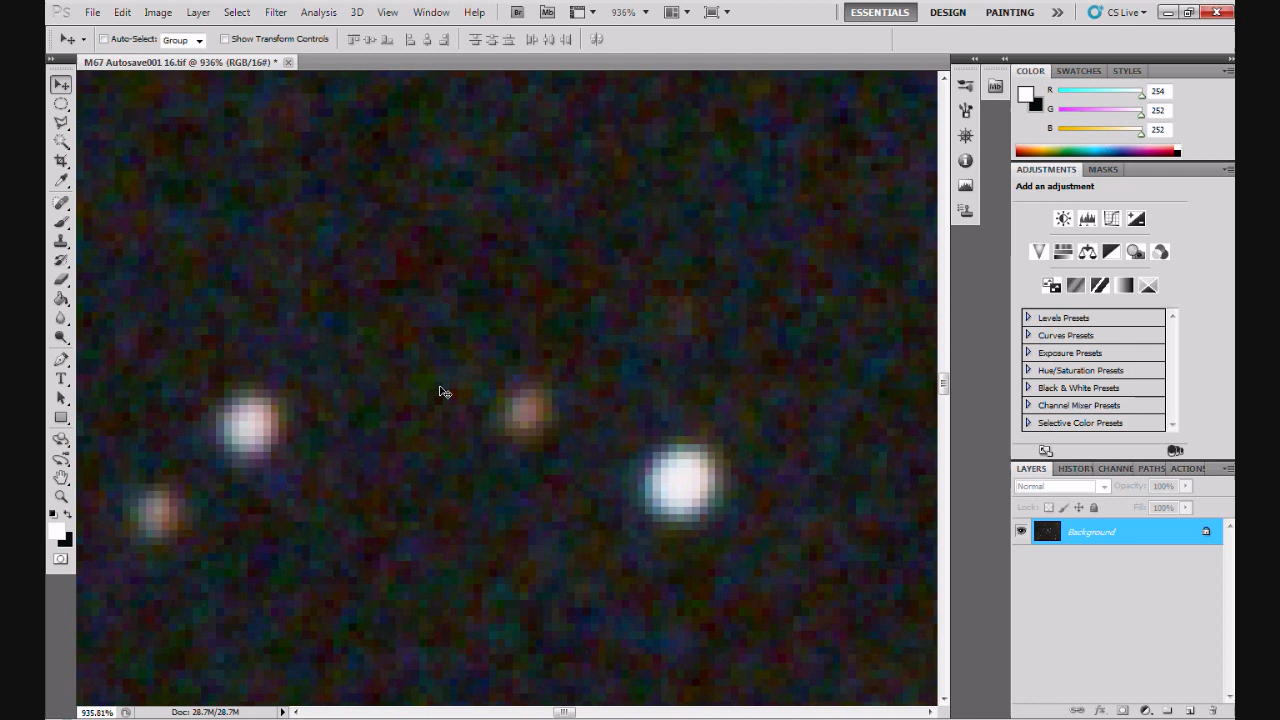 PS File Edit Image Layer Select Filter Analysis 3D View Window Help Br Mb 936% ESSENTIALS DESIGN PAINTING CS Live
Auto-Select: Group Show Transform Controls
M67 Autosave001 16.tif @ 936% (RGB/16#) *
COLOR SWATCHES STYLES
Mb
R 254
G 252
B 252
ADJUSTMENTS MASKS
Add an adjustment
Levels Presets
Curves Presets
Exposure Presets
Hue/Saturation Presets
Black & White Presets
Channel Mixer Presets
Selective Color Presets
LAYERS HISTORY CHANNE PATHS ACTIONS
Normal Opacity: 100%
Lock: Fill: 100%
Background
T
935.81% Doc: 28.7M/28.7M
fx